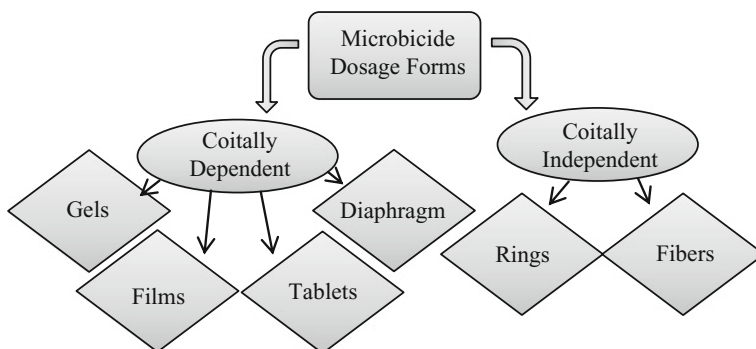 Microbicide
Dosage Forms
Coitally
Dependent
Coitally
Independent
Gels
Diaphragm
Films
Tablets
Rings
Fibers